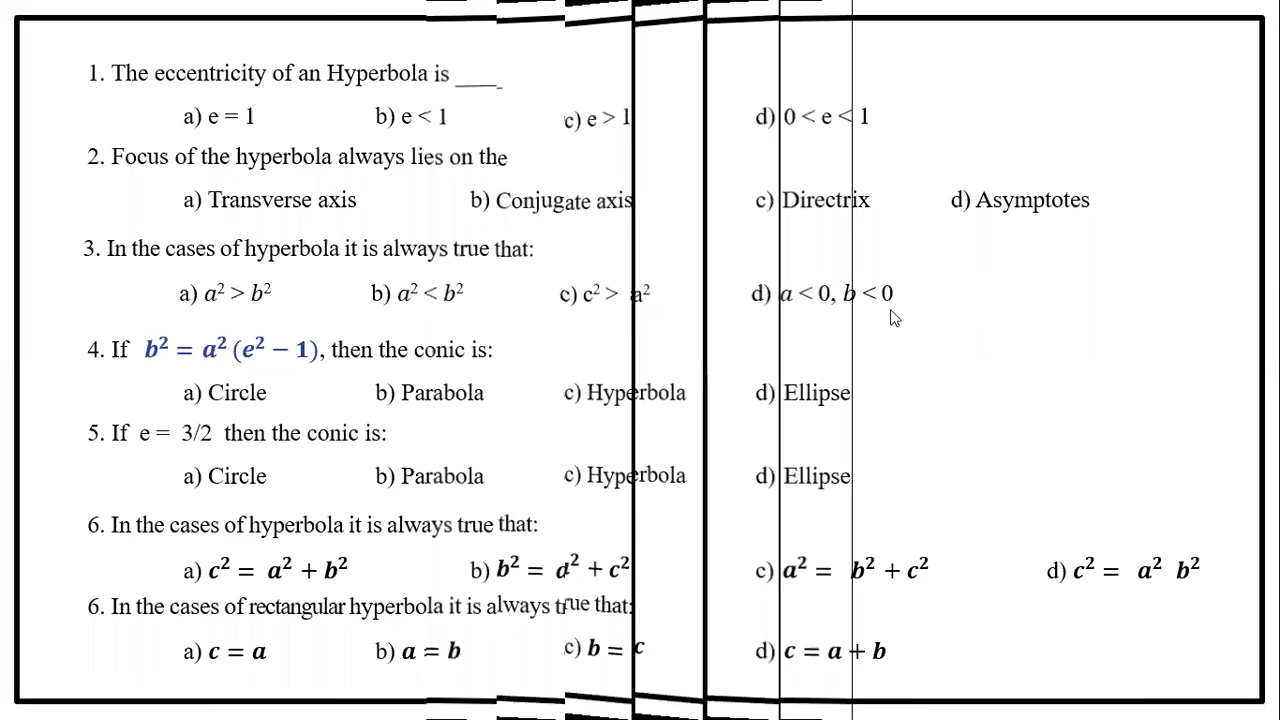 1. The eccentricity of an Hyperbola is ____
a) e = 1 b) e < 1 c) e > 1 d) 0 < e < 1
2. Focus of the hyperbola always lies on the
a) Transverse axis b) Conjugate axis c) Directrix d) Asymptotes
3. In the cases of hyperbola it is always true that:
a) a² > b² b) a² < b² c) c² > a² d) a < 0, b < 0
4. If b² = a² (e² − 1), then the conic is:
a) Circle b) Parabola c) Hyperbola d) Ellipse
5. If e = 3/2 then the conic is:
a) Circle b) Parabola c) Hyperbola d) Ellipse
6. In the cases of hyperbola it is always true that:
a) c² = a² + b² b) b² = a² + c² c) a² = b² + c² d) c² = a² b²
6. In the cases of rectangular hyperbola it is always true that:
a) c = a b) a = b c) b = c d) c = a + b